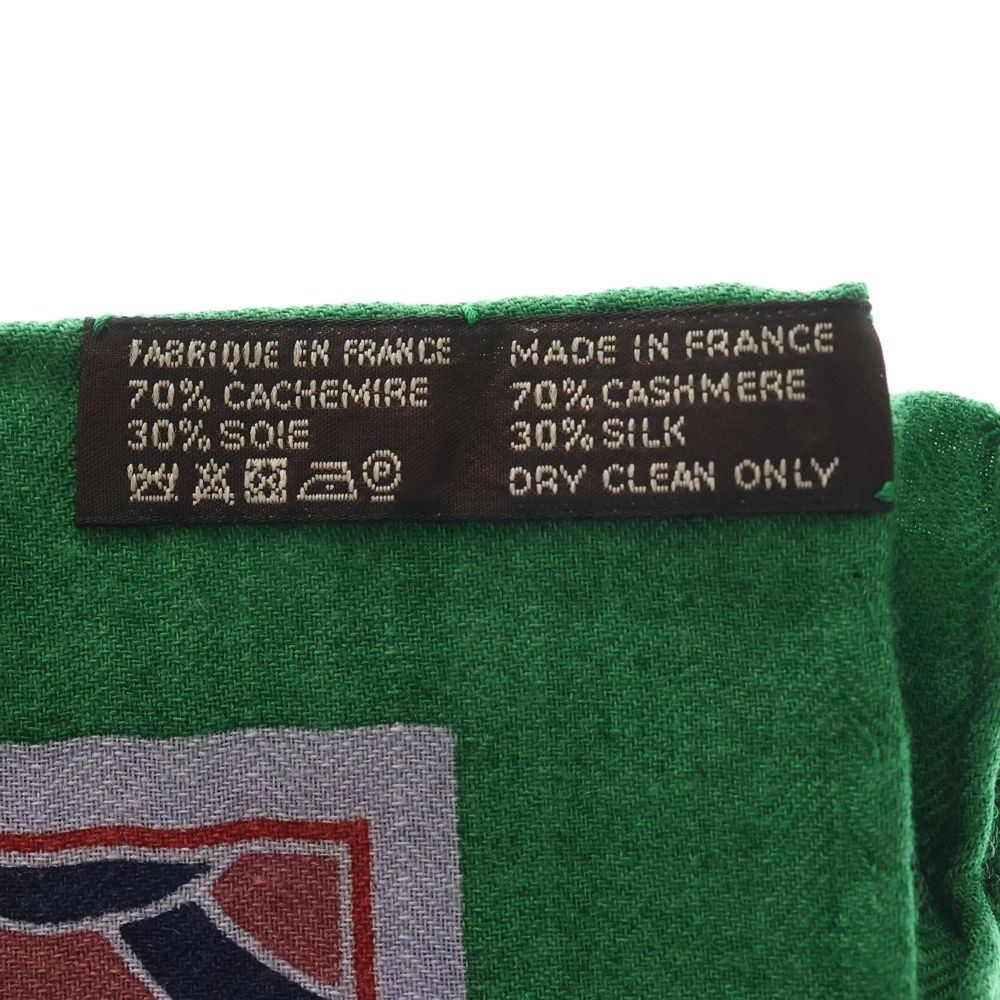 FABRIQUE EN FRANCE
70% CACHEMIRE
30% SOIE
P
MADE IN FRANCE
70% CASHMERE
30% SILK
DRY CLEAN ONLY